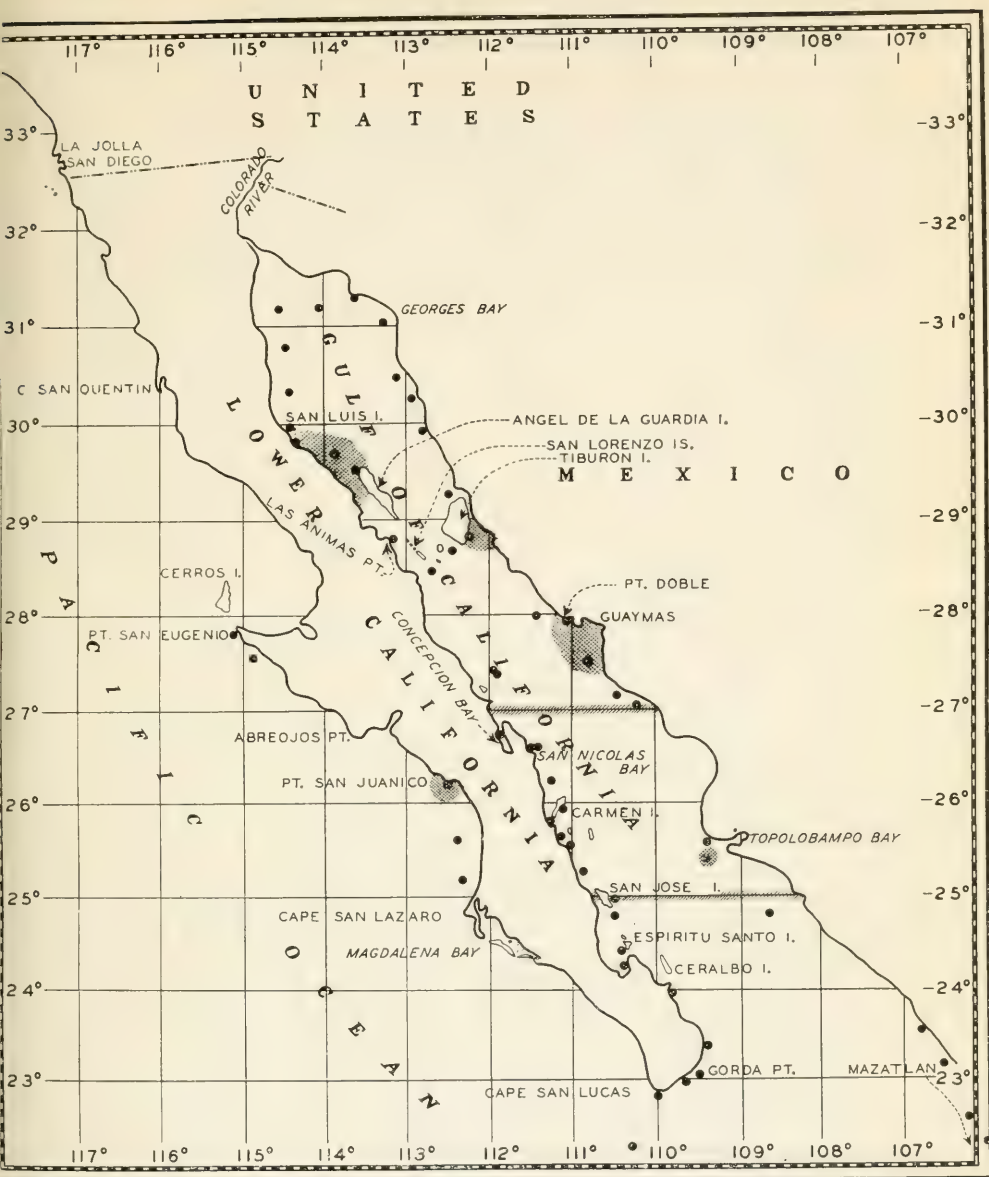 117° 116° 115° 114° 113° 112° 111° 110° 109° 108° 107°
UNITED
STATES
33° -33°
LA JOLLA
SAN DIEGO
COLORADO
RIVER
32° -32°
GEORGES BAY
31° -31°
C SAN QUENTIN
SAN LUIS I.
30° -30°
ANGEL DE LA GUARDIA I.
SAN LORENZO IS.
TIBURON I.
MEXICO
GULF OF CALIFORNIA
LOWER CALIFORNIA
29° -29°
LAS ANIMAS PT.
PACIFIC OCEAN
CERROS I.
PT. DOBLE
28° -28°
GUAYMAS
PT. SAN EUGENIO
CONCEPCION BAY
27° -27°
ABREOJOS PT.
SAN NICOLAS
BAY
PT. SAN JUANICO
26° -26°
CARMEN I.
TOPOLOBAMPO BAY
SAN JOSE I.
25° -25°
CAPE SAN LAZARO
ESPIRITU SANTO I.
MAGDALENA BAY
CERALBO I.
24° -24°
GORDA PT.
MAZATLAN
23° 23°
CAPE SAN LUCAS
117° 116° 115° 114° 113° 112° 111° 110° 109° 108° 107°